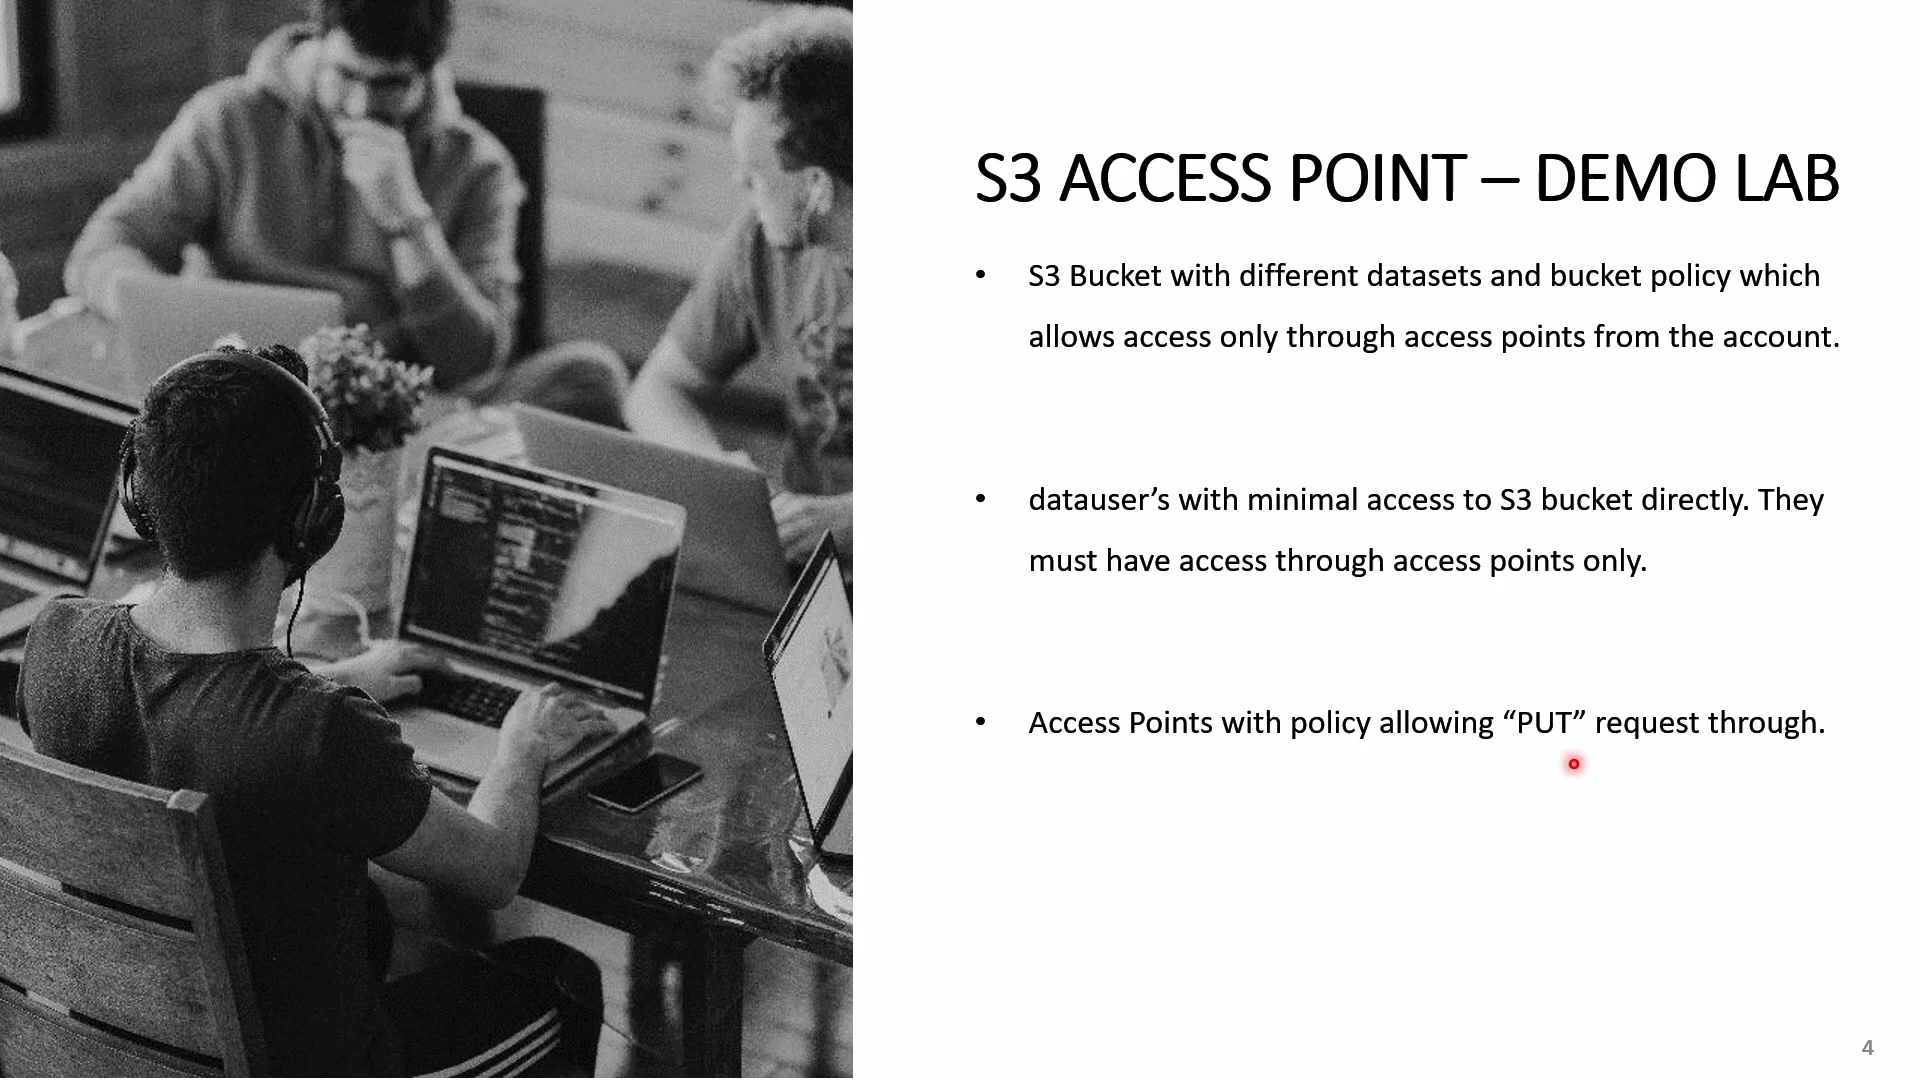 S3 ACCESS POINT – DEMO LAB
• S3 Bucket with different datasets and bucket policy which
allows access only through access points from the account.
• datauser’s with minimal access to S3 bucket directly. They
must have access through access points only.
• Access Points with policy allowing “PUT” request through.
4